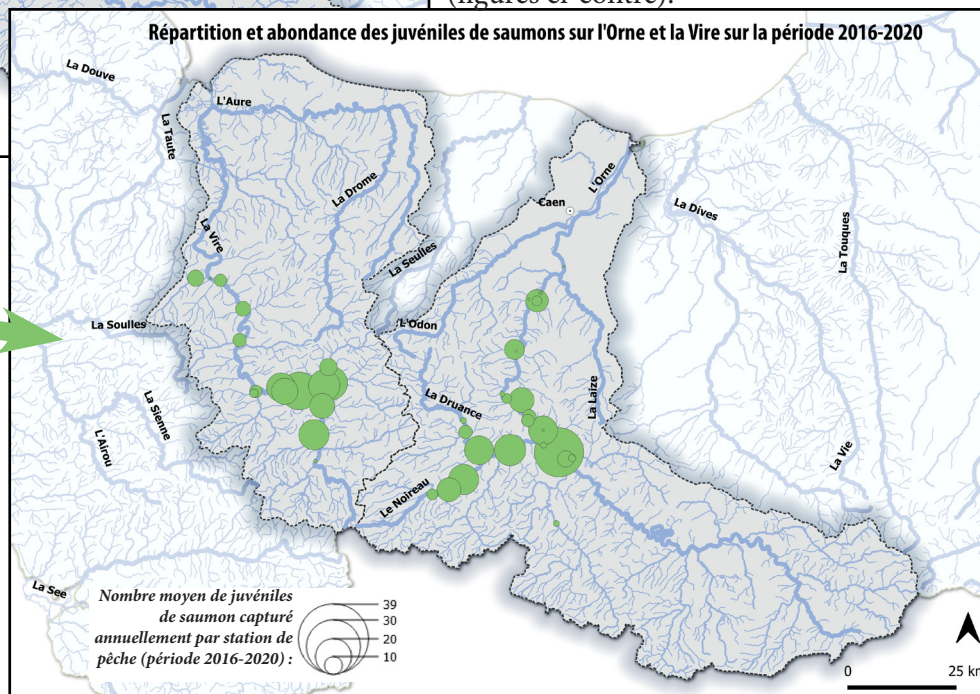 (figures ci-contre).
Répartition et abondance des juvéniles de saumons sur l'Orne et la Vire sur la période 2016-2020
La Douve
L'Aure
La Taute
La Drome
L'Orne
Caen
La Dives
La Touques
La Vire
La Seulles
La Soulles
L'Odon
La Sienne
L'Airou
La Druance
La Laize
La Vie
Le Noireau
La See
Nombre moyen de juvéniles
de saumon capturé
annuellement par station de
pêche (période 2016-2020) :
39
30
20
10
0 25 km